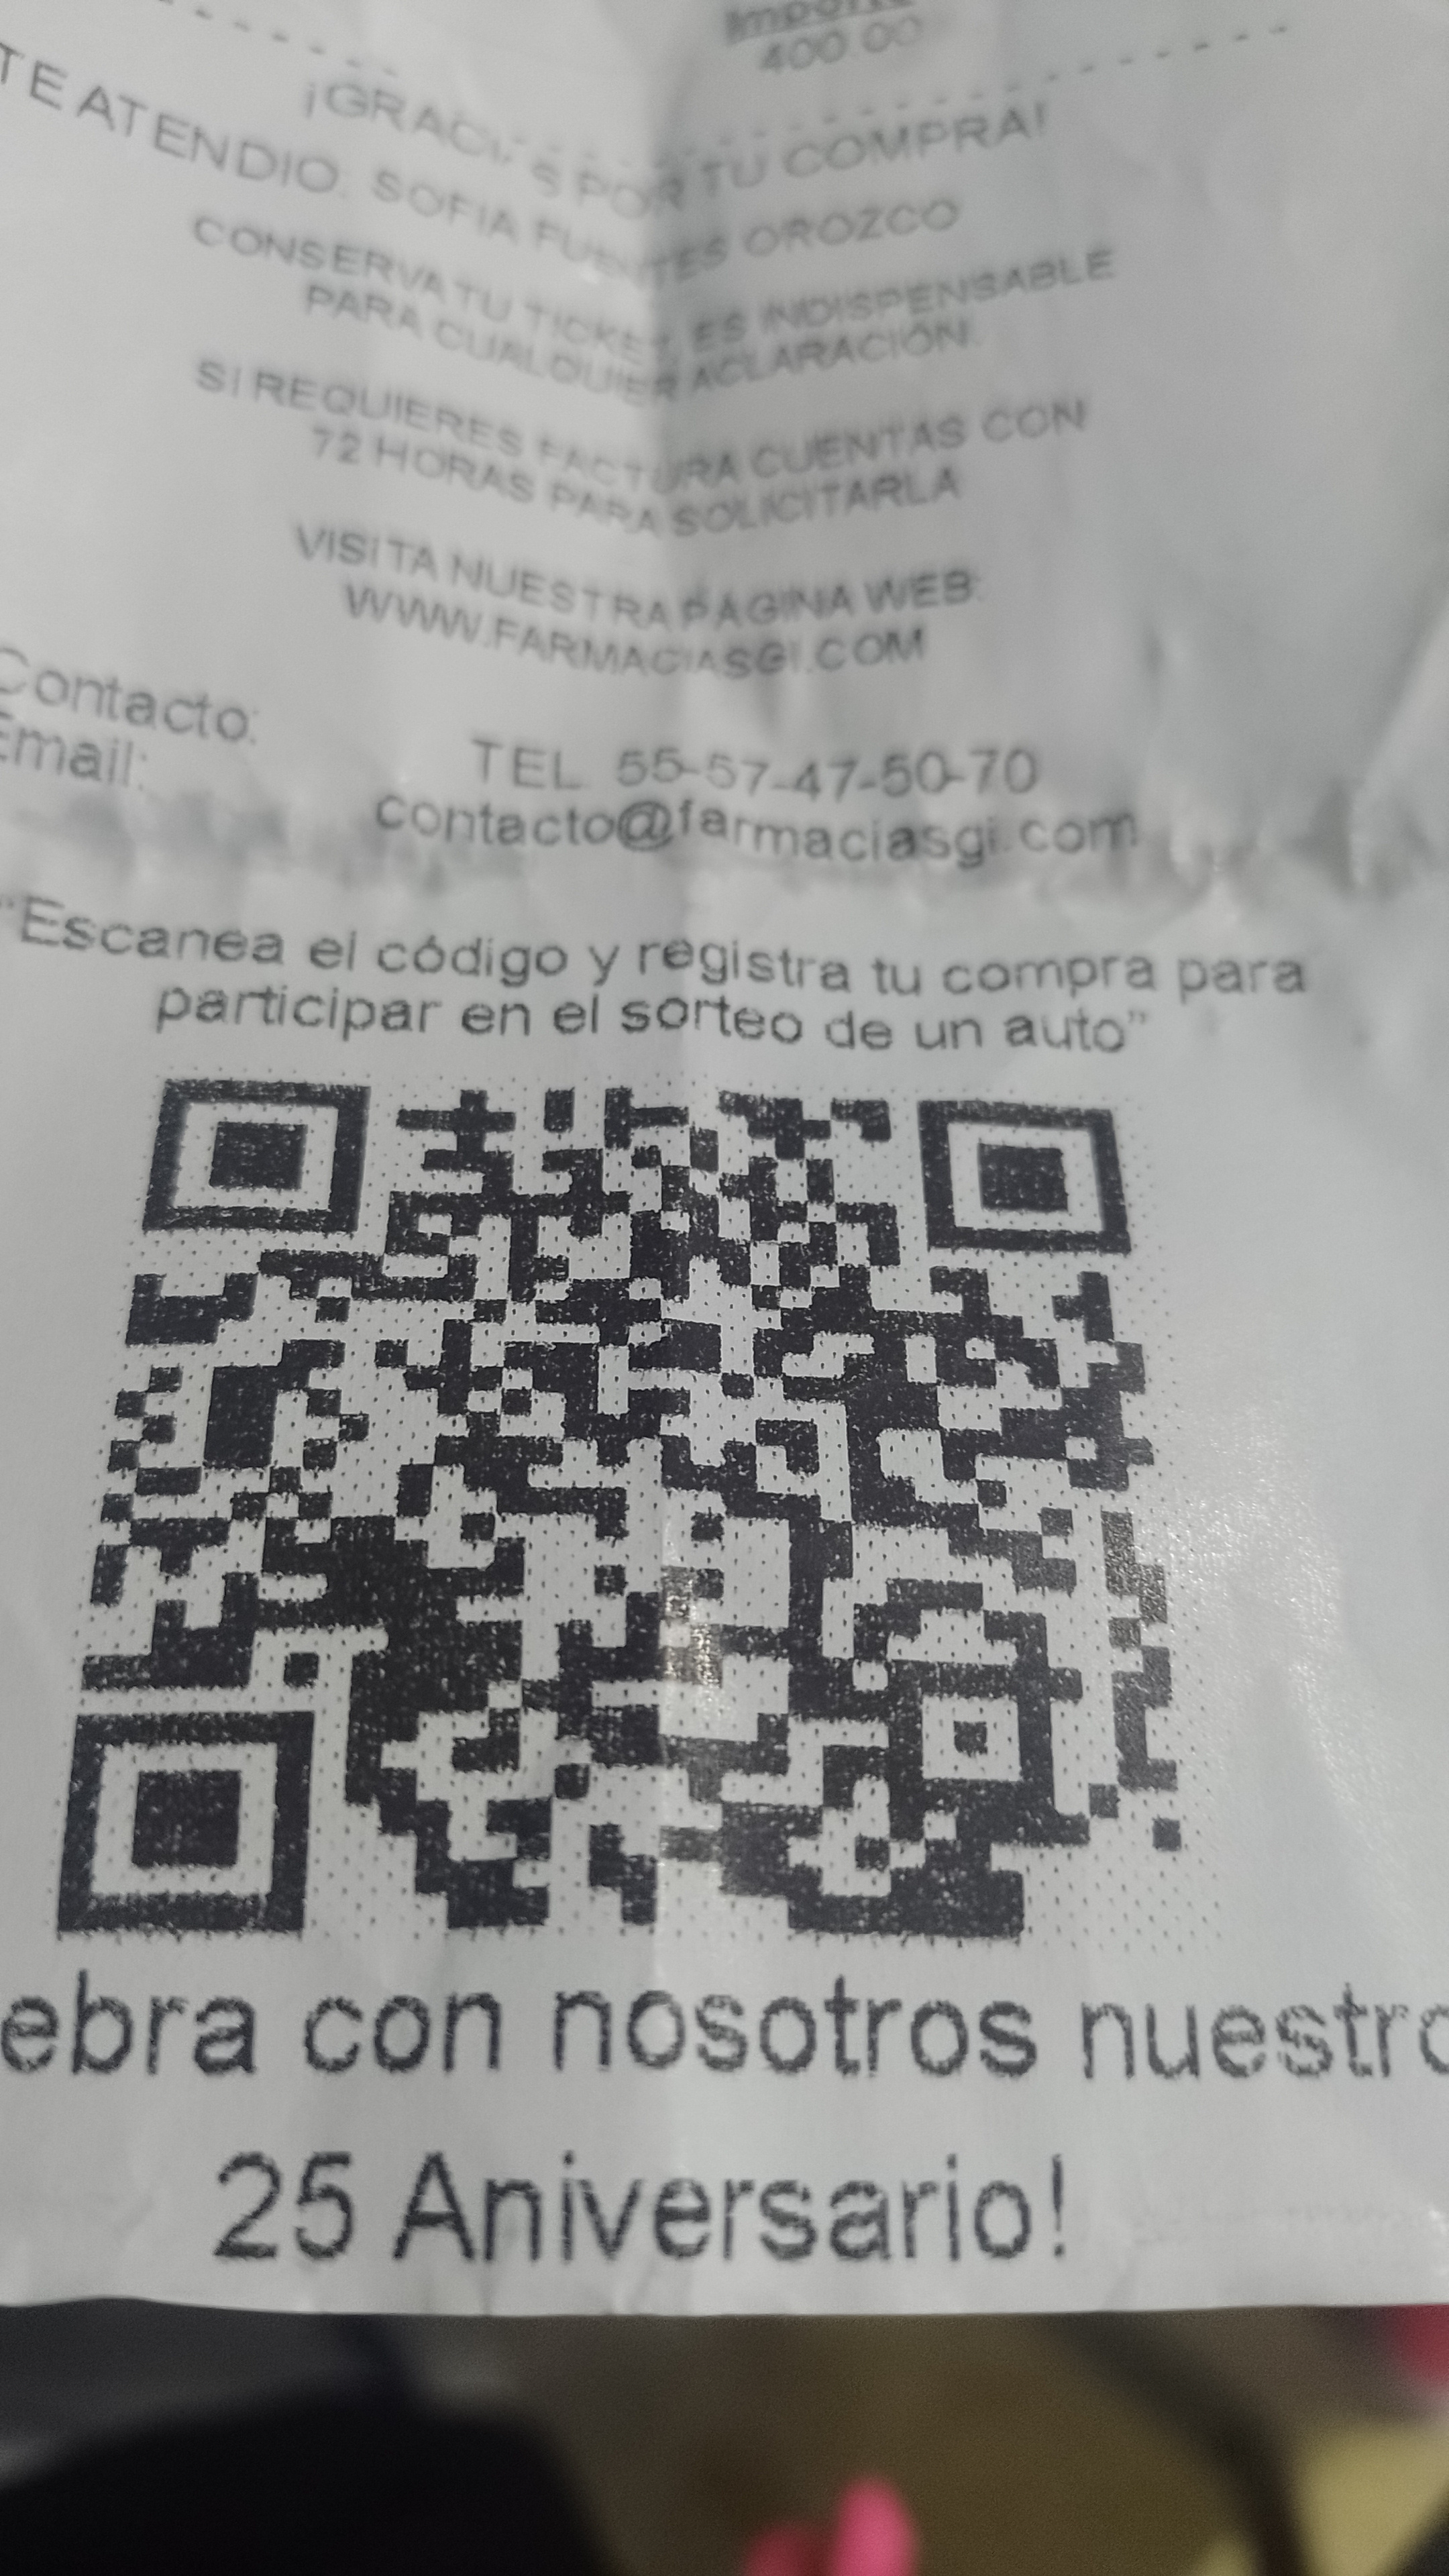 Importe
400.00
¡GRACIAS POR TU COMPRA!
TE ATENDIO: SOFIA FUENTES OROZCO
CONSERVA TU TICKET, ES INDISPENSABLE
PARA CUALQUIER ACLARACIÓN.
SI REQUIERES FACTURA CUENTAS CON
72 HORAS PARA SOLICITARLA
VISITA NUESTRA PÁGINA WEB:
WWW.FARMACIASGI.COM
Contacto: TEL. 55-57-47-50-70
Email: contacto@farmaciasgi.com
"Escanea el código y registra tu compra para
participar en el sorteo de un auto"
ebra con nosotros nuestro
25 Aniversario!